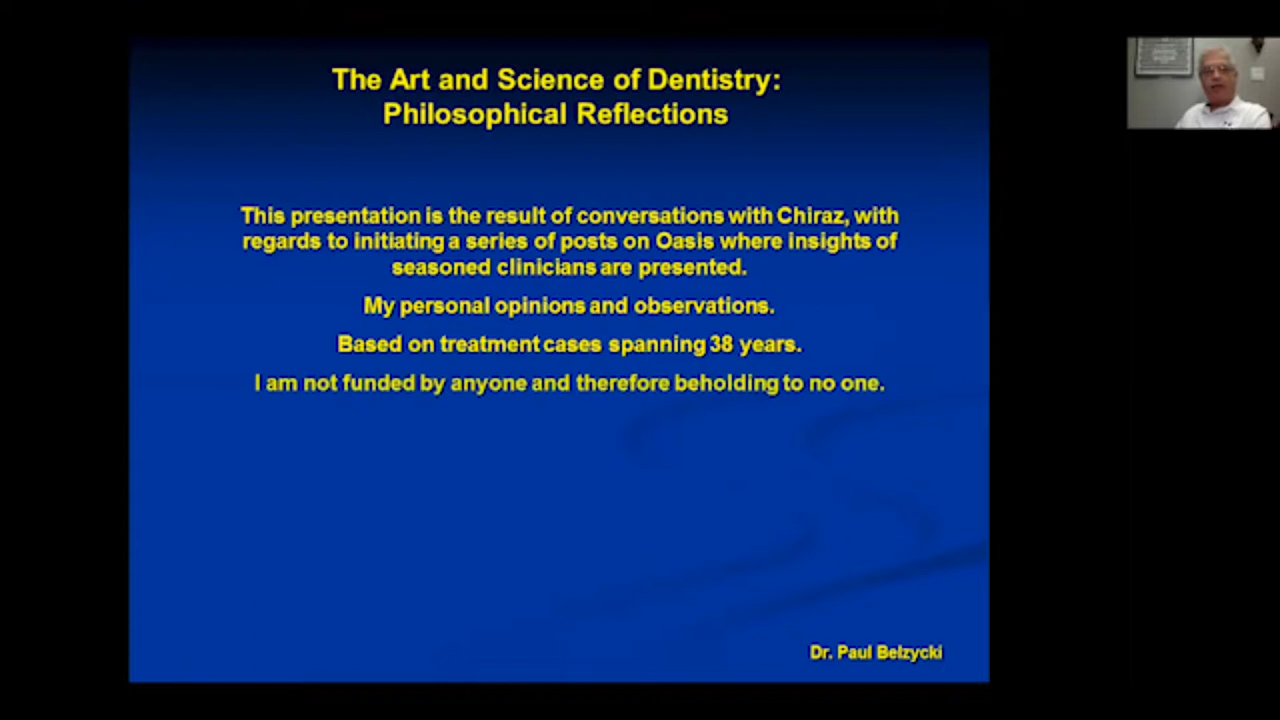 The Art and Science of Dentistry:
Philosophical Reflections
This presentation is the result of conversations with Chiraz, with
regards to initiating a series of posts on Oasis where insights of
seasoned clinicians are presented.
My personal opinions and observations.
Based on treatment cases spanning 38 years.
I am not funded by anyone and therefore beholding to no one.
Dr. Paul Belzycki